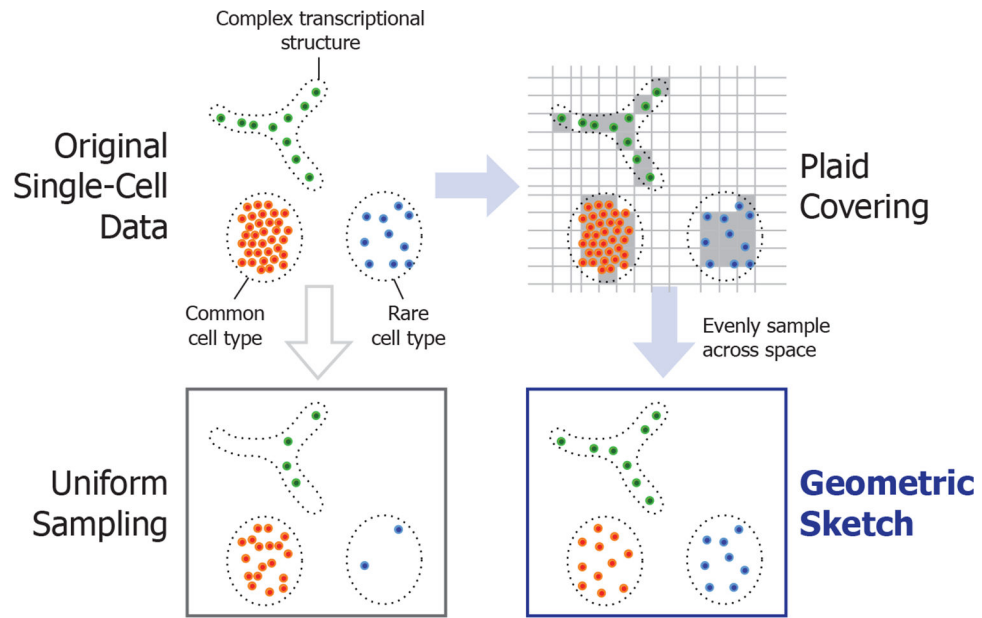 Complex transcriptional
structure
Original
Single-Cell
Data
Plaid
Covering
Common
cell type
Rare
cell type
Evenly sample
across space
Uniform
Sampling
Geometric
Sketch